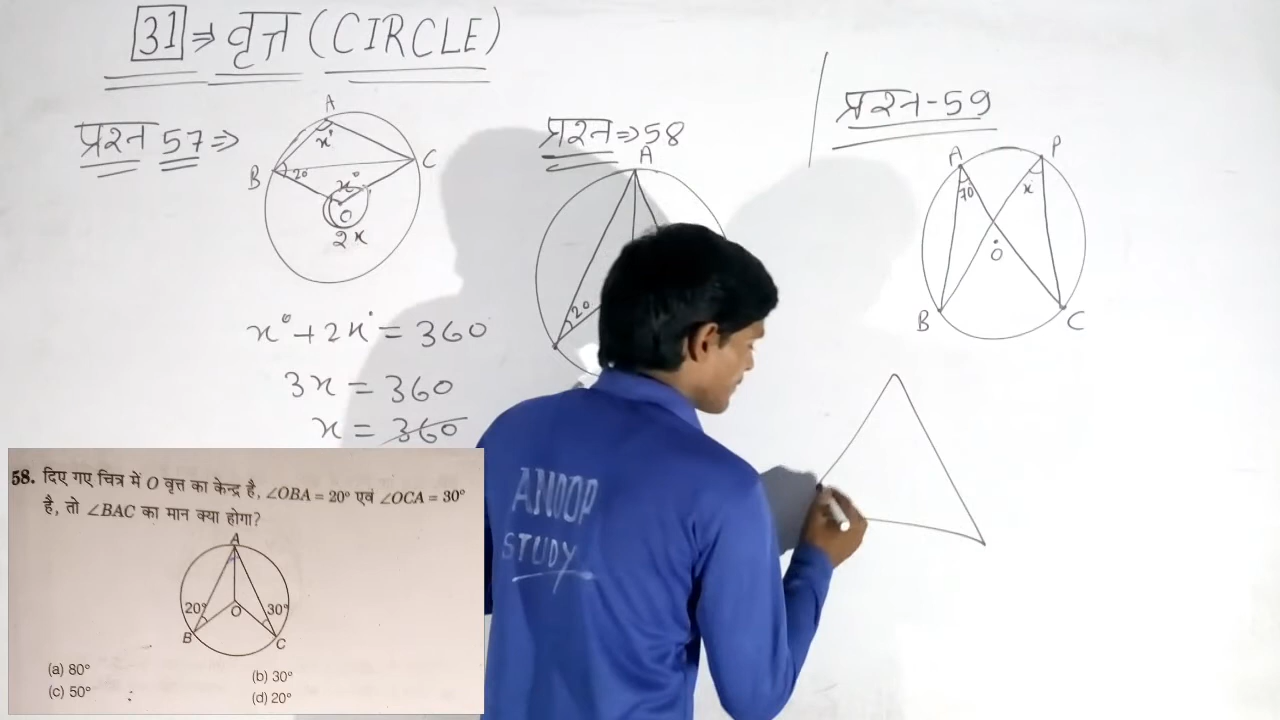 31 ⇒ वृत्त (CIRCLE)
प्रश्न 57 ⇒
A
x°
B
20
x°
C
O
2x
x° + 2x° = 360
3x = 360
x = 360
प्रश्न ⇒ 58
A
20
प्रश्न - 59
A
P
70
x
O
B
C
ANOOP
STUDY
58. दिए गए चित्र में O वृत्त का केन्द्र है, ∠OBA = 20° एवं ∠OCA = 30°
है, तो ∠BAC का मान क्या होगा?
A
20°
O
30°
B
C
(a) 80°
(b) 30°
(c) 50°
(d) 20°